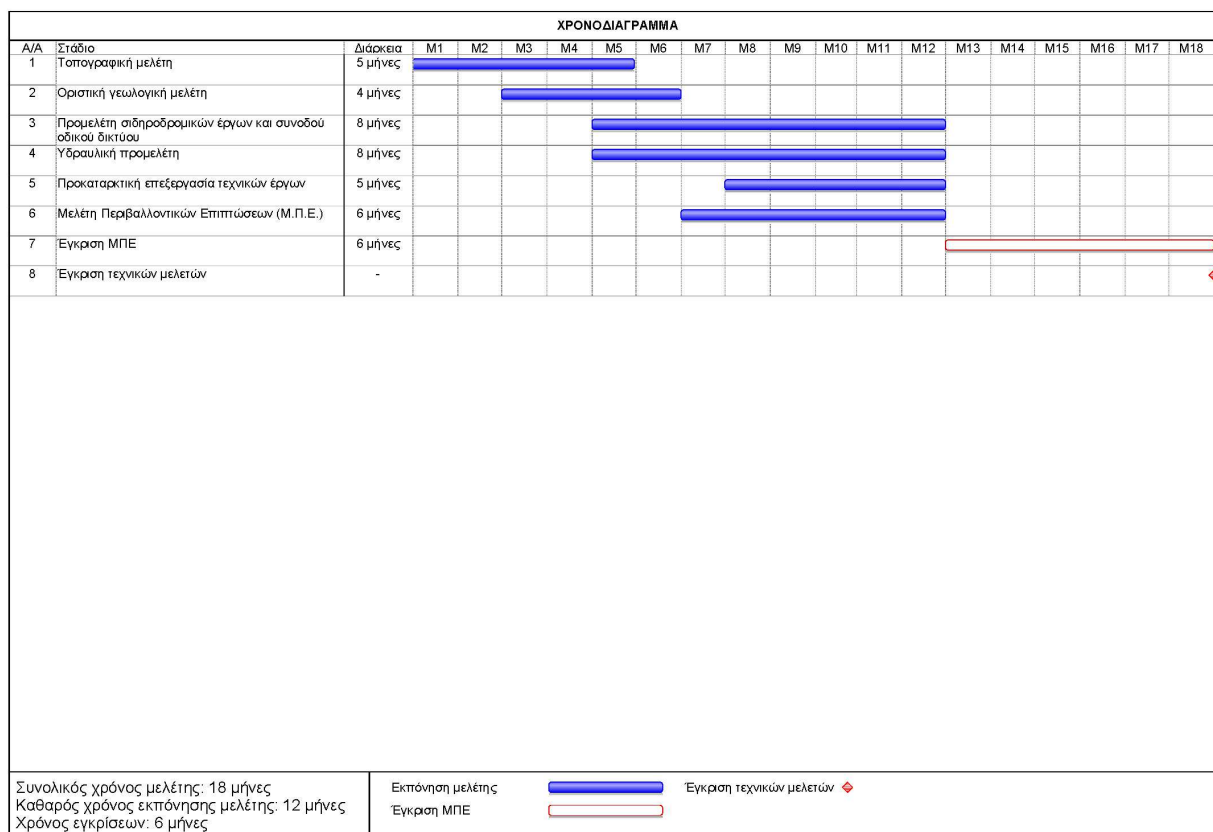 ΧΡΟΝΟΔΙΑΓΡΑΜΜΑ
Α/Α Στάδιο Διάρκεια M1 M2 M3 M4 M5 M6 M7 M8 M9 M10 M11 M12 M13 M14 M15 M16 M17 M18
1 Τοπογραφική μελέτη 5 μήνες
2 Οριστική γεωλογική μελέτη 4 μήνες
3 Προμελέτη σιδηροδρομικών έργων και συνοδού 8 μήνες
οδικού δικτύου
4 Υδραυλική προμελέτη 8 μήνες
5 Προκαταρκτική επεξεργασία τεχνικών έργων 5 μήνες
6 Μελέτη Περιβαλλοντικών Επιπτώσεων (Μ.Π.Ε.) 6 μήνες
7 Έγκριση ΜΠΕ 6 μήνες
8 Έγκριση τεχνικών μελετών -
Συνολικός χρόνος μελέτης: 18 μήνες
Καθαρός χρόνος εκπόνησης μελέτης: 12 μήνες
Χρόνος εγκρίσεων: 6 μήνες
Εκπόνηση μελέτης Έγκριση τεχνικών μελετών
Έγκριση ΜΠΕ